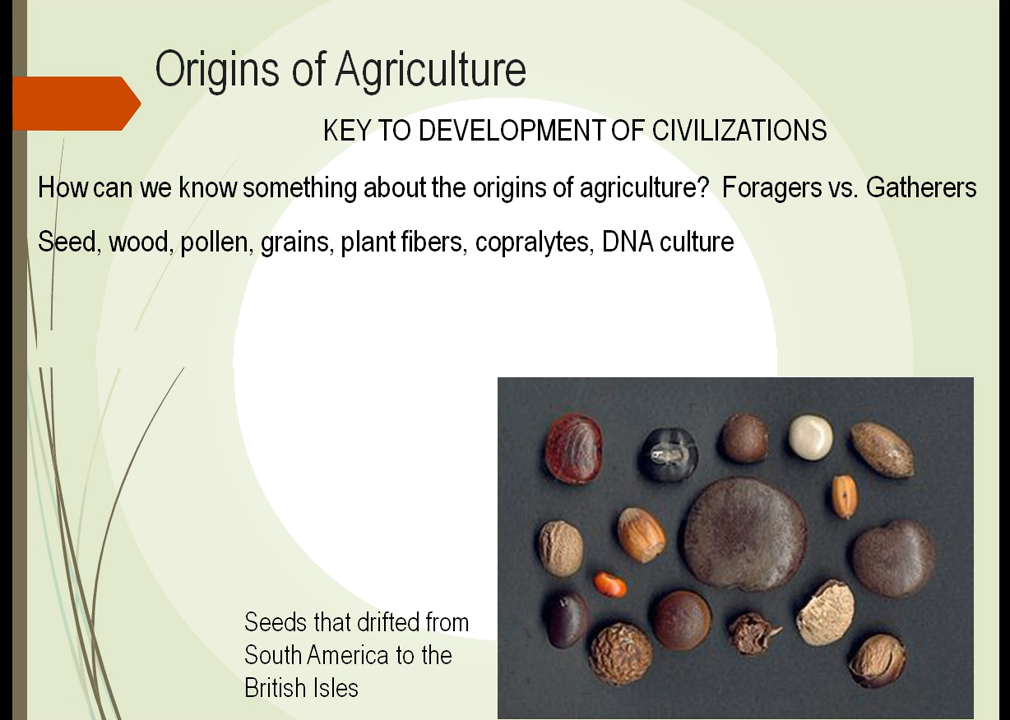 Origins of Agriculture
KEY TO DEVELOPMENT OF CIVILIZATIONS
How can we know something about the origins of agriculture? Foragers vs. Gatherers
Seed, wood, pollen, grains, plant fibers, copralytes, DNA culture
Seeds that drifted from
South America to the
British Isles